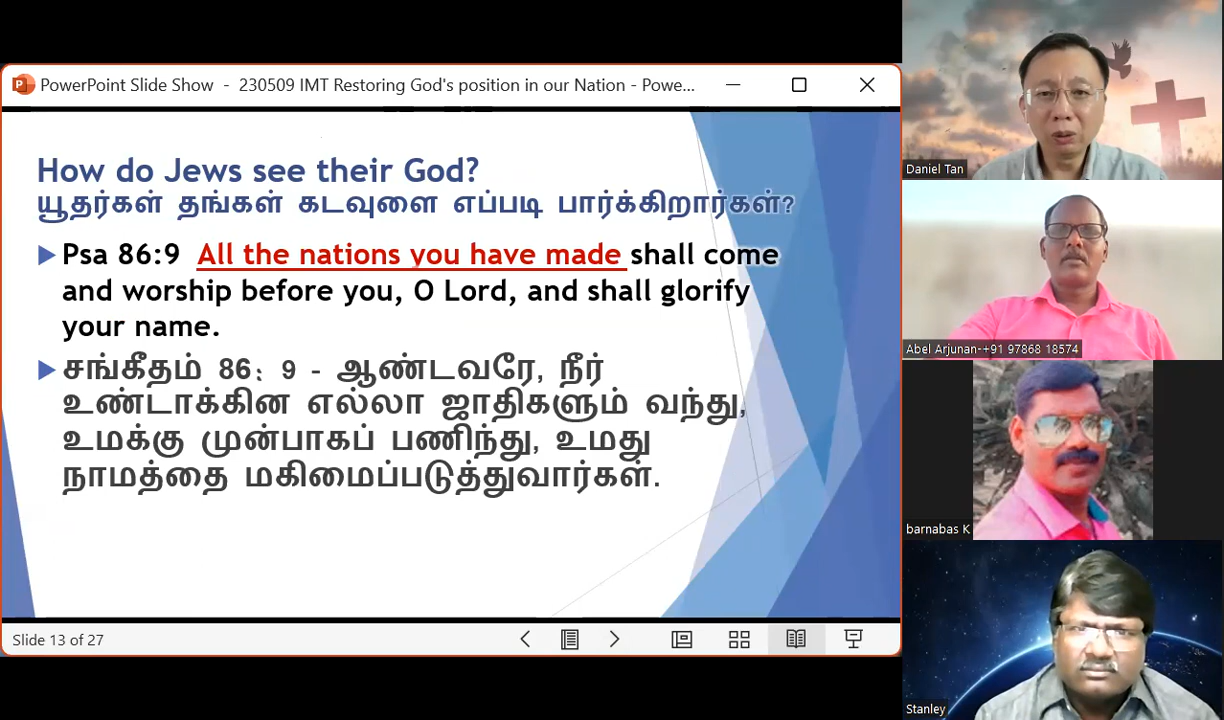 PowerPoint Slide Show - 230509 IMT Restoring God's position in our Nation - Powe...
How do Jews see their God?
யூதர்கள் தங்கள் கடவுளை எப்படி பார்க்கிறார்கள்?
Psa 86:9 All the nations you have made shall come
and worship before you, O Lord, and shall glorify
your name.
சங்கீதம் 86: 9 - ஆண்டவரே, நீர்
உண்டாக்கின எல்லா ஜாதிகளும் வந்து,
உமக்கு முன்பாகப் பணிந்து, உமது
நாமத்தை மகிமைப்படுத்துவார்கள்.
Slide 13 of 27
Daniel Tan
Abel Arjunan-+91 97868 18574
barnabas K
Stanley